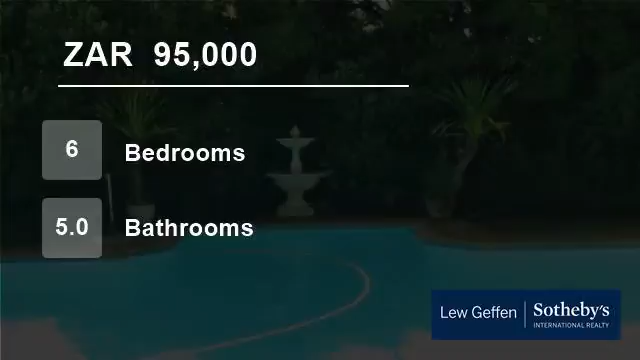 ZAR 95,000
6 Bedrooms
5.0 Bathrooms
Lew Geffen | Sotheby's
INTERNATIONAL REALTY